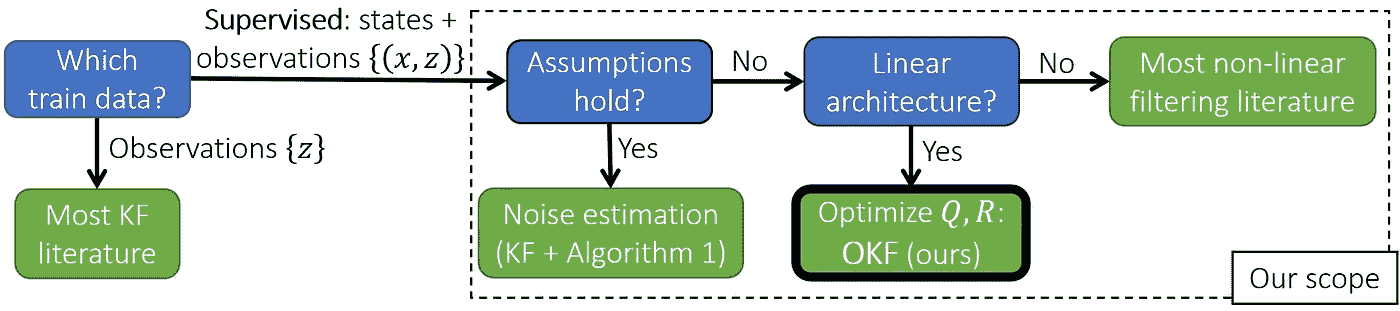 Supervised: states +
observations {(x, z)}
Which
train data?
Observations {z}
Most KF
literature
Assumptions
hold?
No
Yes
Noise estimation
(KF + Algorithm 1)
Linear
architecture?
No
Yes
Optimize Q, R:
OKF (ours)
Most non-linear
filtering literature
Our scope